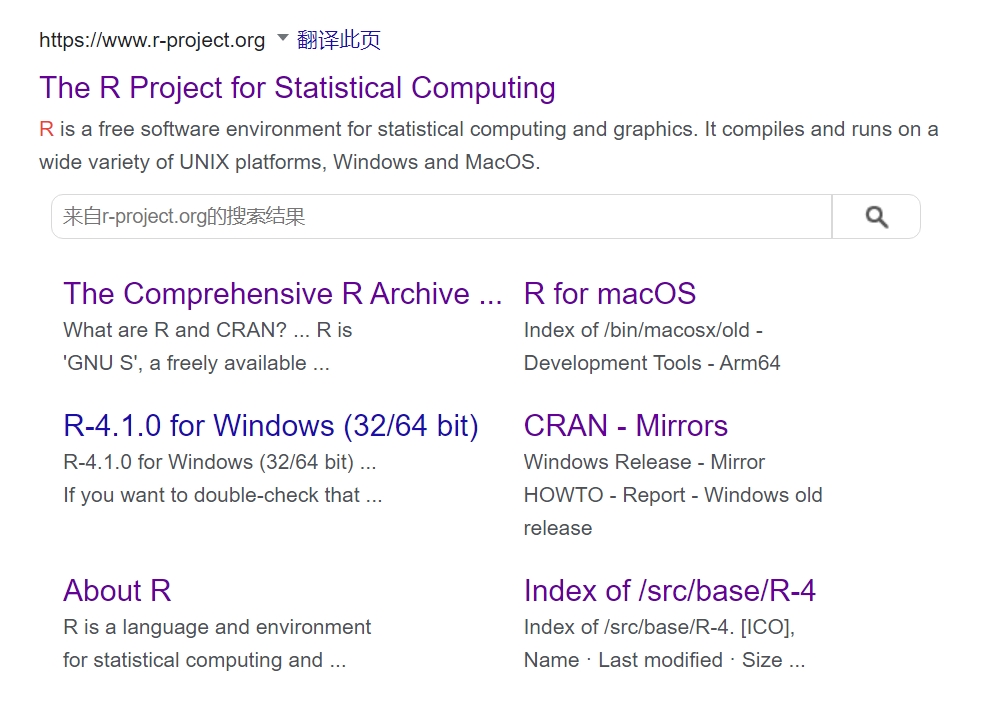 https://www.r-project.org 翻译此页
The R Project for Statistical Computing
R is a free software environment for statistical computing and graphics. It compiles and runs on a
wide variety of UNIX platforms, Windows and MacOS.
来自r-project.org的搜索结果
The Comprehensive R Archive ...
What are R and CRAN? ... R is
'GNU S', a freely available ...
R for macOS
Index of /bin/macosx/old -
Development Tools - Arm64
R-4.1.0 for Windows (32/64 bit)
R-4.1.0 for Windows (32/64 bit) ...
If you want to double-check that ...
CRAN - Mirrors
Windows Release - Mirror
HOWTO - Report - Windows old
release
About R
R is a language and environment
for statistical computing and ...
Index of /src/base/R-4
Index of /src/base/R-4. [ICO],
Name · Last modified · Size ...